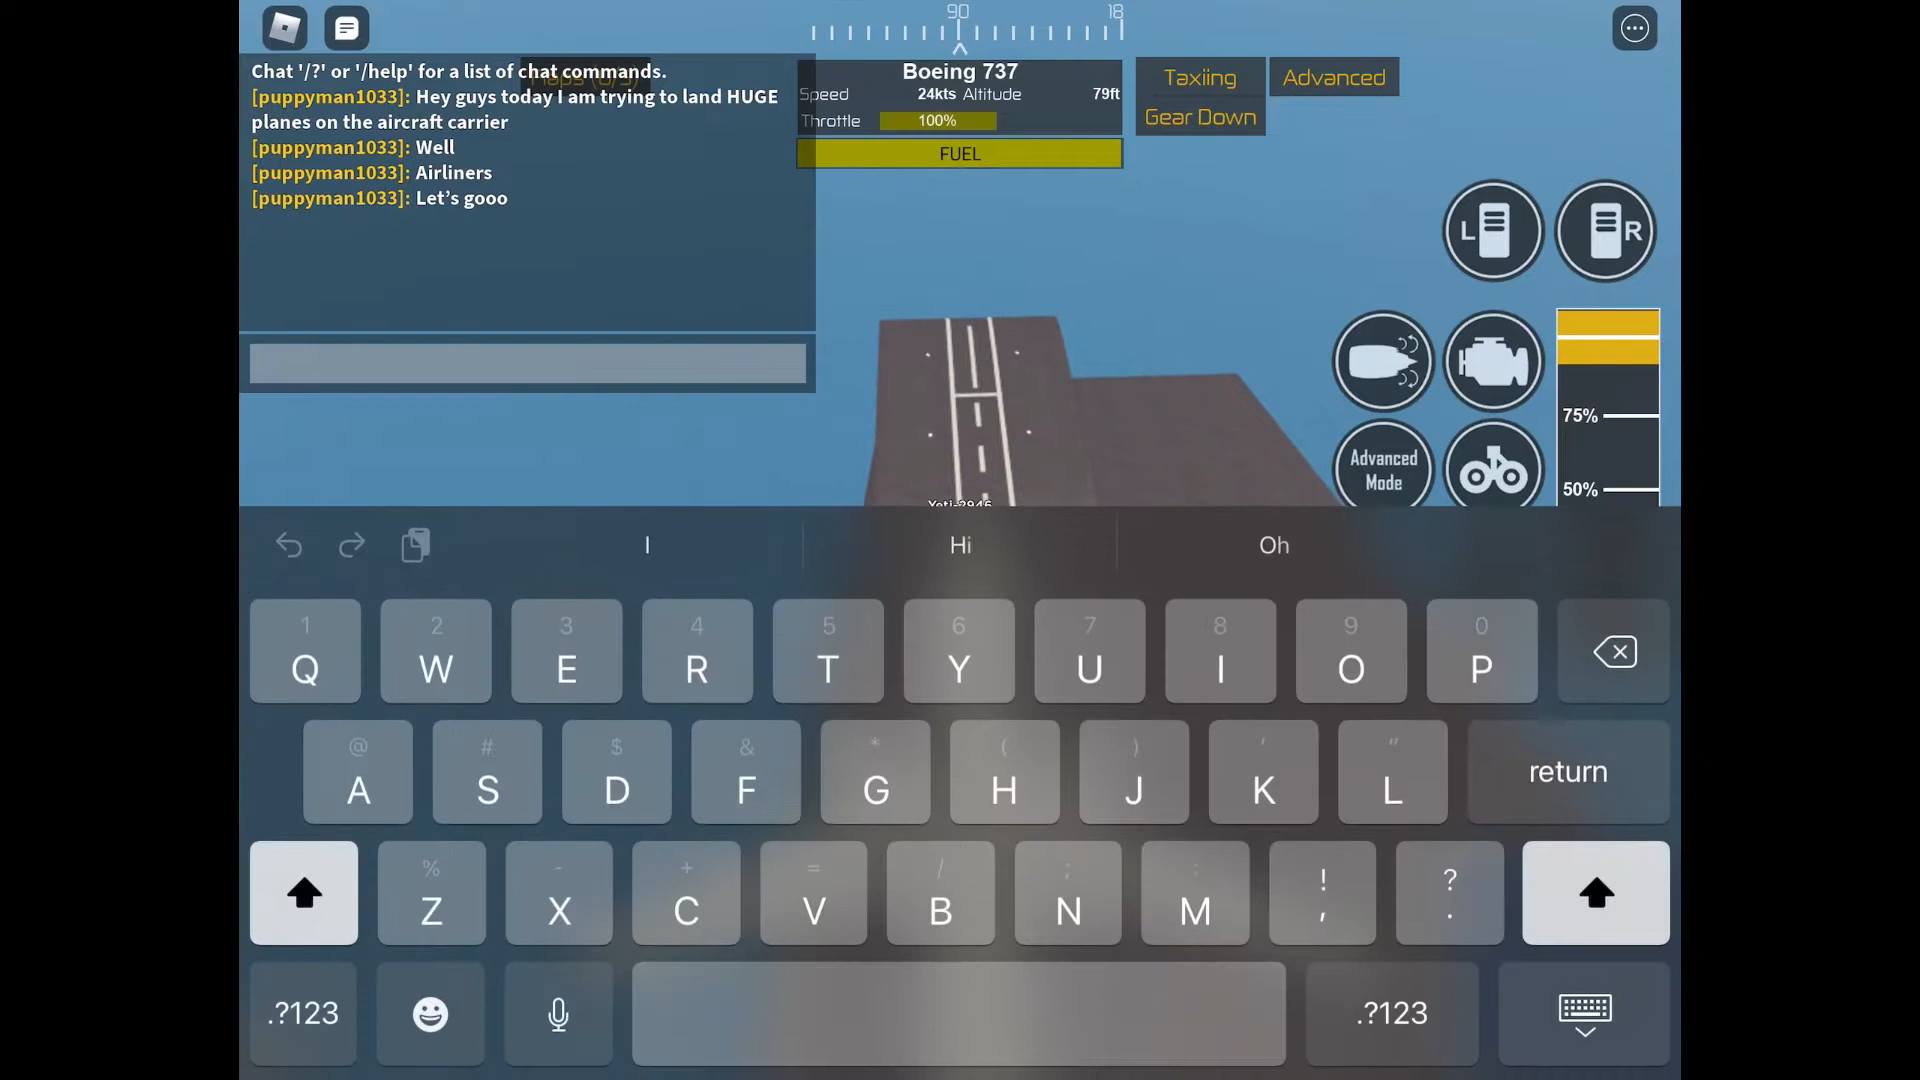 90
18
Chat '/?' or '/help' for a list of chat commands.
[puppyman1033]: Hey guys today I am trying to land HUGE
planes on the aircraft carrier
[puppyman1033]: Well
[puppyman1033]: Airliners
[puppyman1033]: Let’s gooo
Boeing 737
Speed 24kts Altitude 79ft
Throttle 100%
FUEL
Taxiing
Advanced
Gear Down
L
R
Advanced
Mode
75%
50%
I Hi Oh
1 2 3 4 5 6 7 8 9 0
Q W E R T Y U I O P
@ # $ & * ( ) ' "
A S D F G H J K L return
% - + = / ; : ! ?
Z X C V B N M , .
.?123 .?123